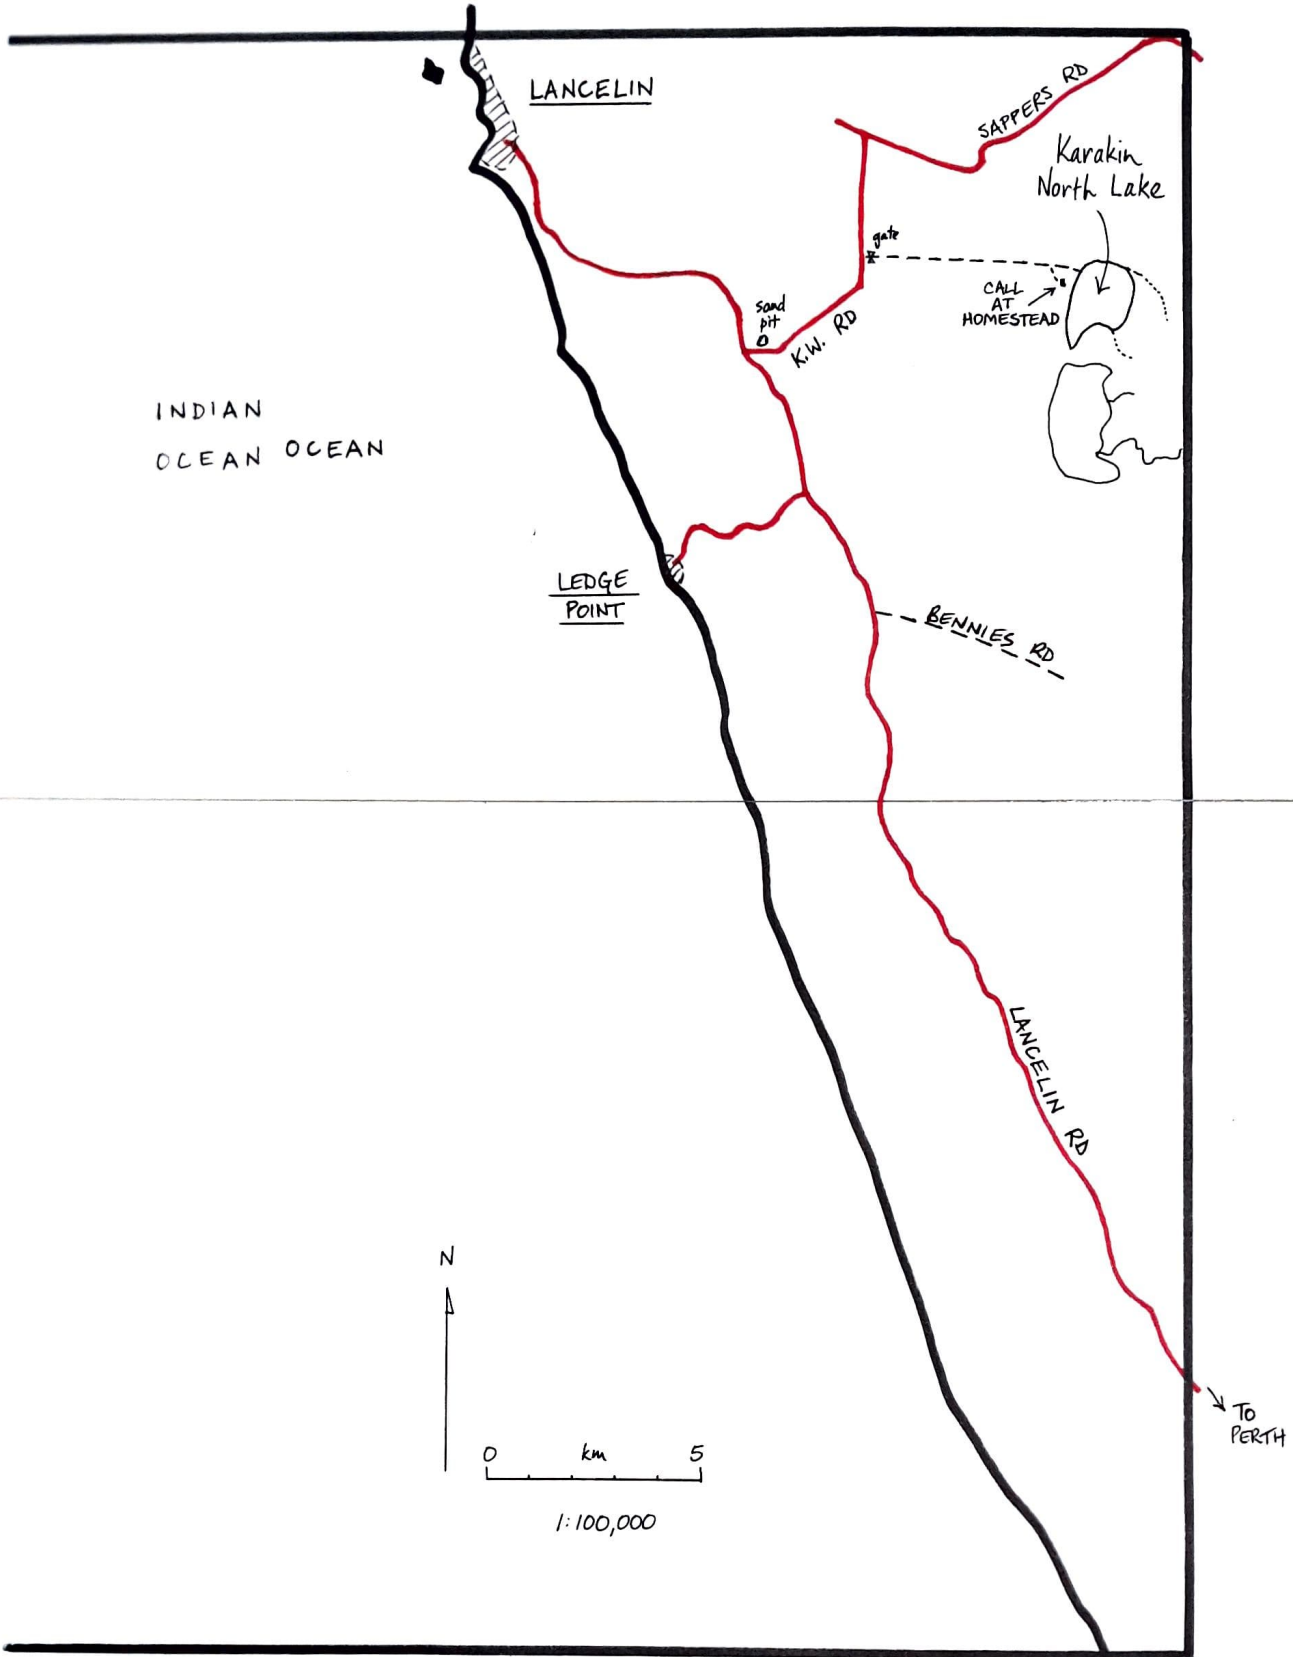 LANCELIN
SAPPERS RD
Karakin
North Lake
gate
CALL
AT
HOMESTEAD
sand
pit
K.W. RD
INDIAN
OCEAN OCEAN
LEDGE
POINT
BENNIES RD
LANCELIN RD
N
TO
PERTH
0 km 5
1:100,000